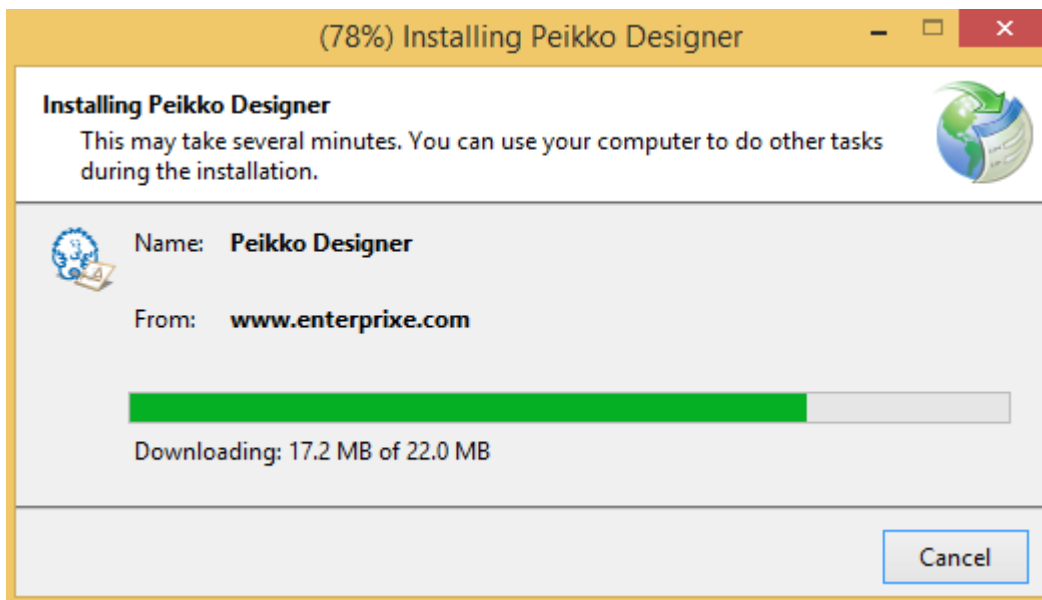 (78%) Installing Peikko Designer
Installing Peikko Designer
This may take several minutes. You can use your computer to do other tasks
during the installation.
Name: Peikko Designer
From: www.enterprixe.com
Downloading: 17.2 MB of 22.0 MB
Cancel